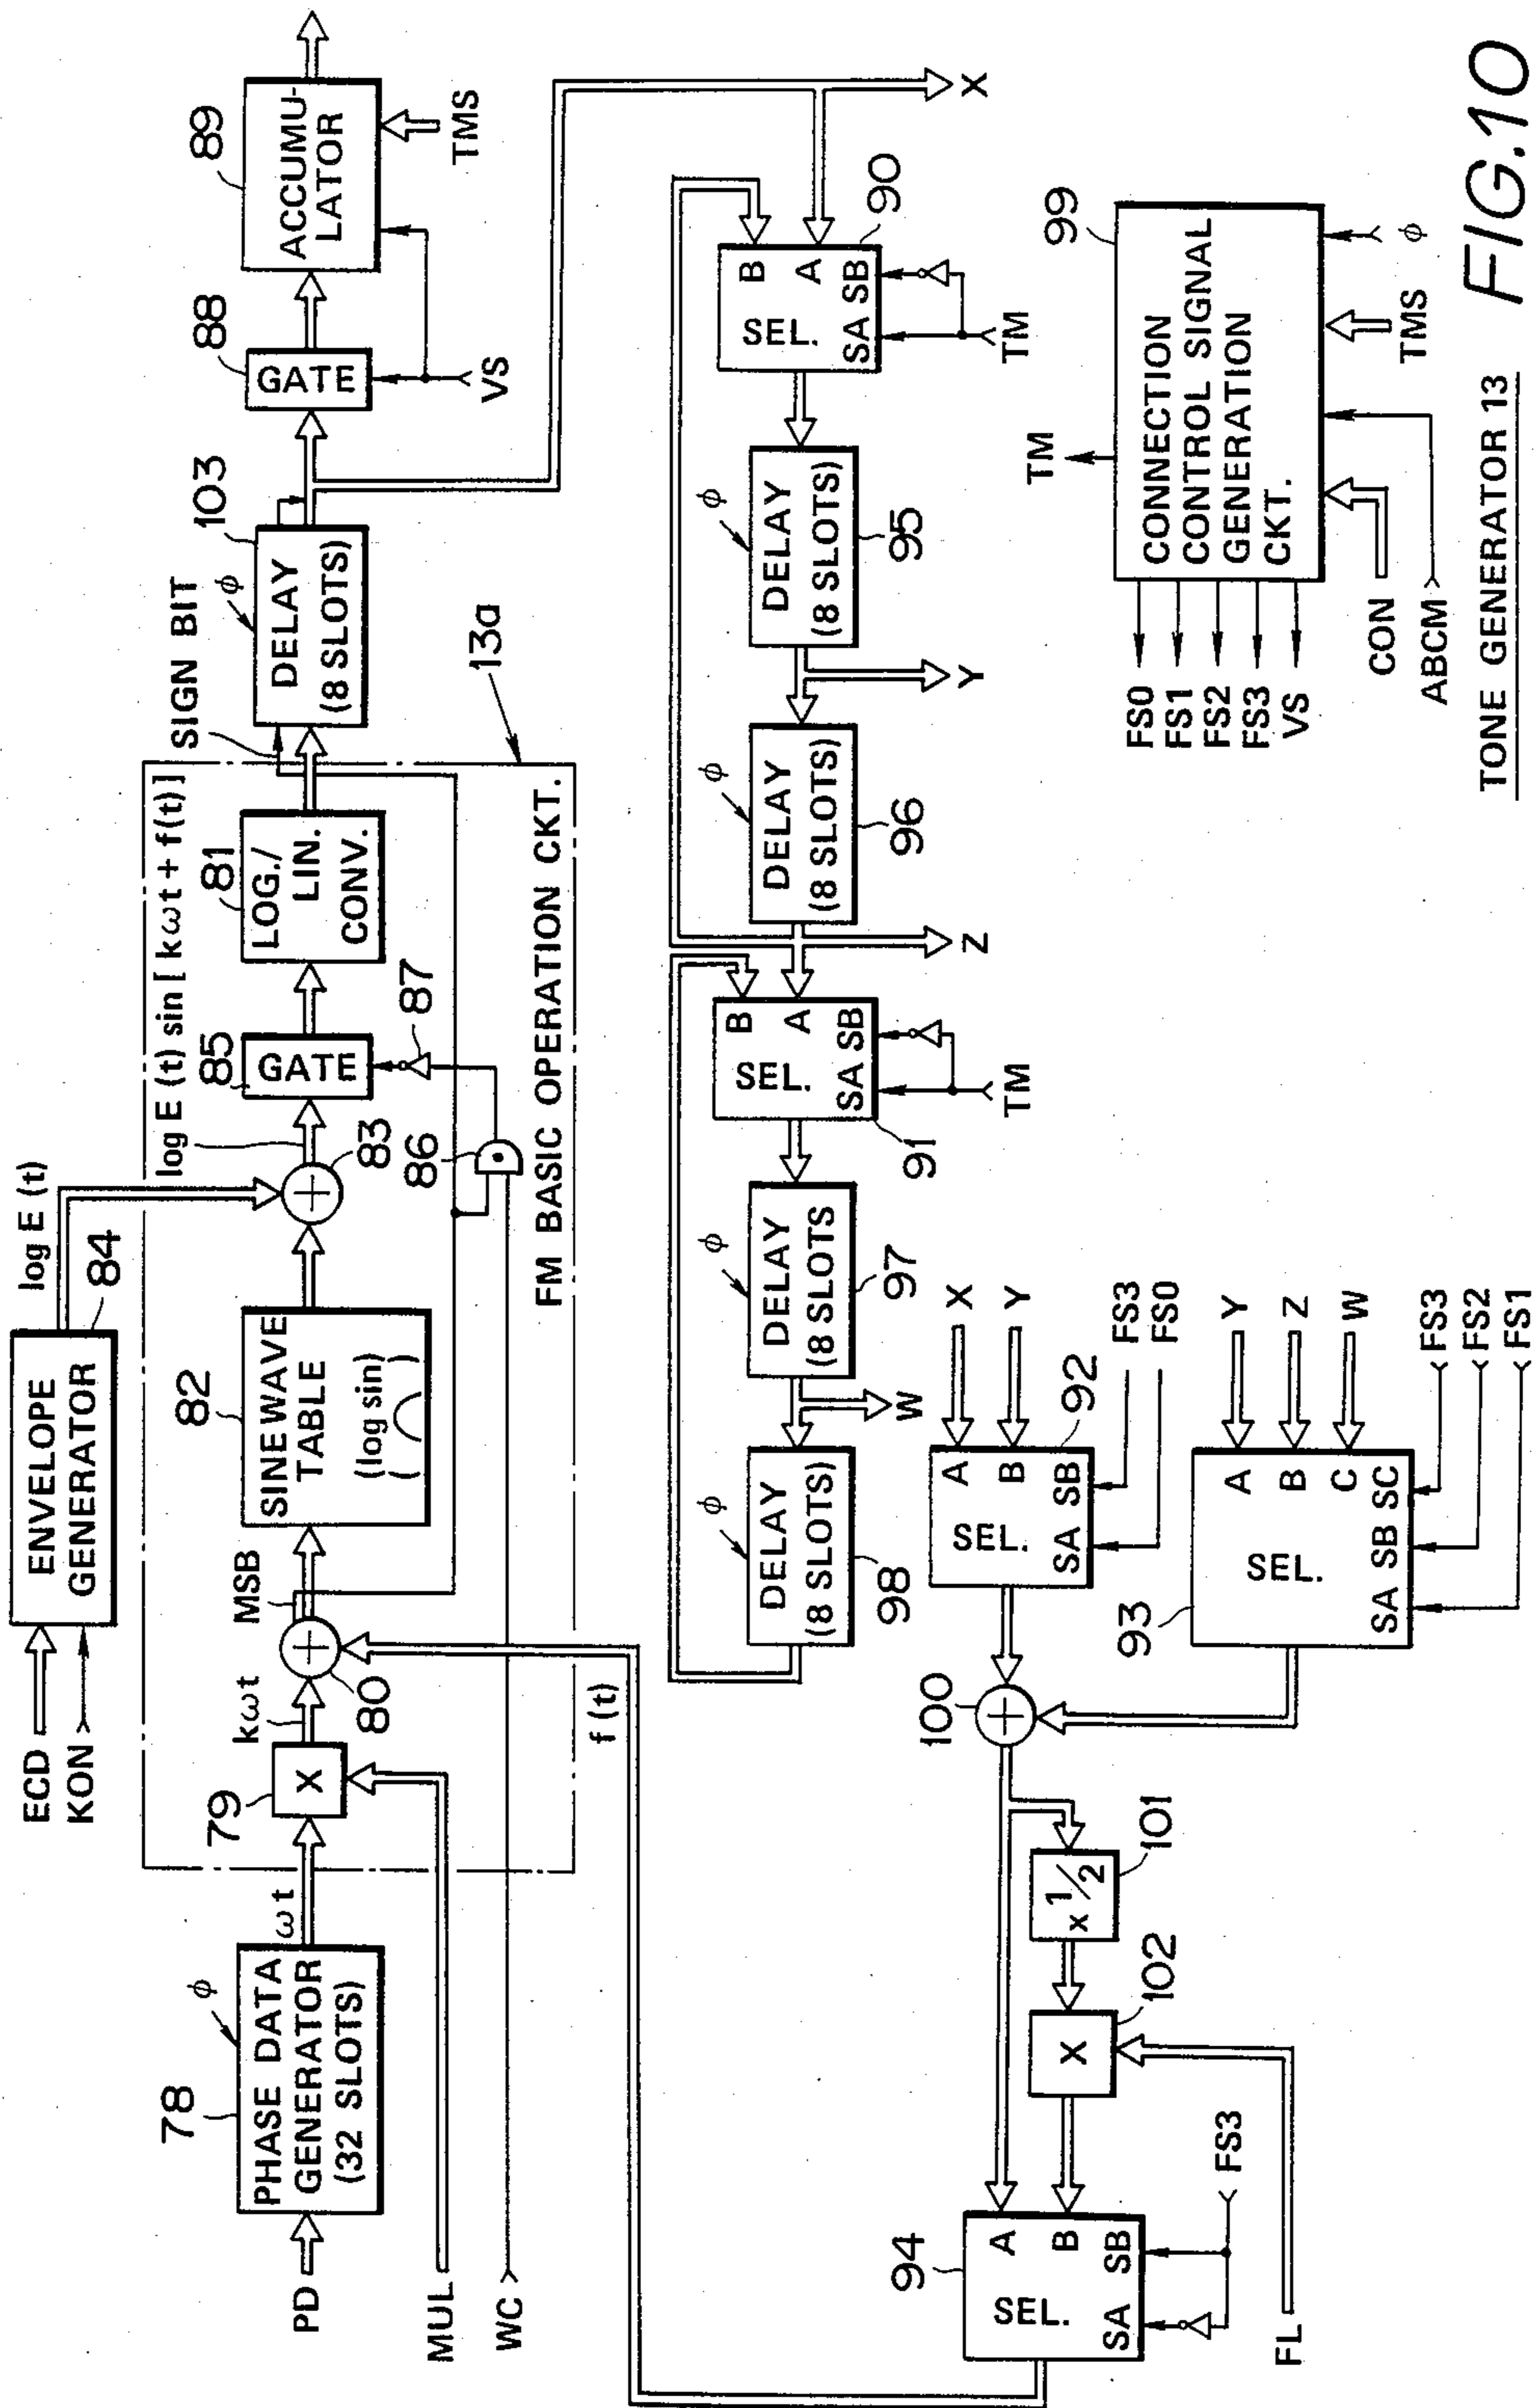 ECD
KON
ENVELOPE
GENERATOR
84
log E (t)
log E (t) sin [ kωt + f(t)]
PD
78
PHASE DATA
GENERATOR
(32 SLOTS)
φ
ωt
79
X
kωt
80
+
MSB
82
SINEWAVE
TABLE
(log sin)
83
+
85
GATE
86
87
81
LOG./
LIN.
CONV.
SIGN BIT
φ
103
DELAY
(8 SLOTS)
88
GATE
VS
89
ACCUMU-
LATOR
TMS
MUL
WC
f (t)
FM BASIC OPERATION CKT.
13a
98
DELAY
(8 SLOTS)
φ
W
97
DELAY
(8 SLOTS
φ
91
SEL.
B
A
SA
SB
TM
Z
96
DELAY
(8 SLOTS)
φ
Y
95
DELAY
(8 SLOTS)
φ
90
SEL.
B
A
SA
SB
TM
X
94
SEL.
A
B
SA
SB
FS3
FL
102
X
101
x 1/2
100
+
92
SEL.
A
B
SA
SB
X
Y
FS3
FS0
93
SEL.
A
B
C
SA
SB
SC
Y
Z
W
FS3
FS2
FS1
99
CONNECTION
CONTROL SIGNAL
GENERATION
CKT.
TM
FS0
FS1
FS2
FS3
VS
CON
ABCM
TMS
φ
TONE GENERATOR 13
FIG.10